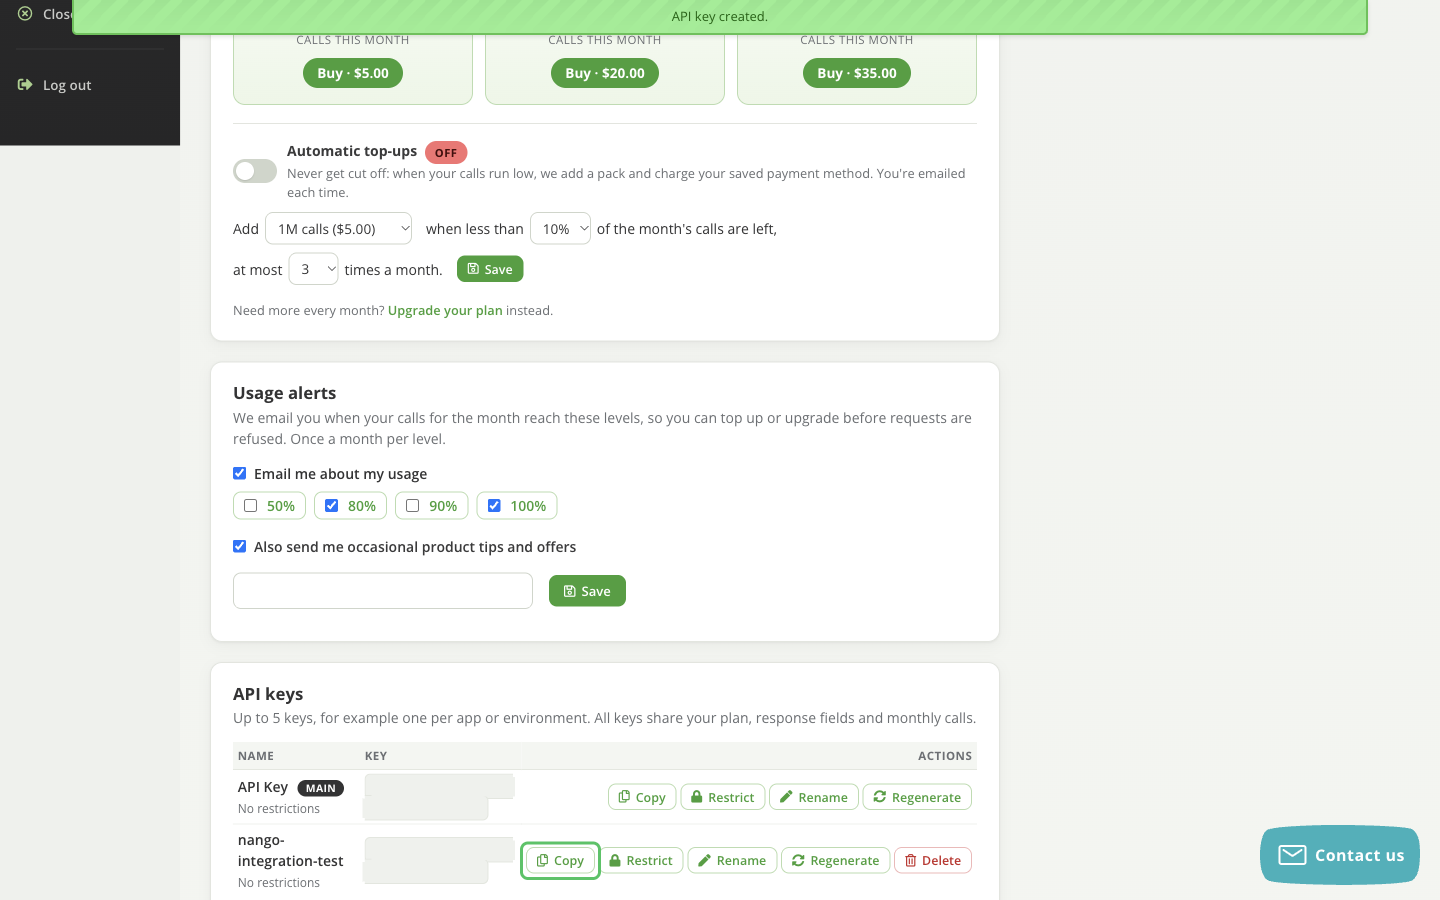 API key created.
Close
Log out
CALLS THIS MONTH
CALLS THIS MONTH
CALLS THIS MONTH
Buy · $5.00
Buy · $20.00
Buy · $35.00
Automatic top-ups OFF
Never get cut off: when your calls run low, we add a pack and charge your saved payment method. You're emailed
each time.
Add 1M calls ($5.00) when less than 10% of the month's calls are left,
at most 3 times a month. Save
Need more every month? Upgrade your plan instead.
Usage alerts
We email you when your calls for the month reach these levels, so you can top up or upgrade before requests are
refused. Once a month per level.
Email me about my usage
50% 80% 90% 100%
Also send me occasional product tips and offers
Save
API keys
Up to 5 keys, for example one per app or environment. All keys share your plan, response fields and monthly calls.
NAME KEY ACTIONS
API Key MAIN
No restrictions
Copy Restrict Rename Regenerate
nango-
integration-test
No restrictions
Copy Restrict Rename Regenerate Delete
Contact us